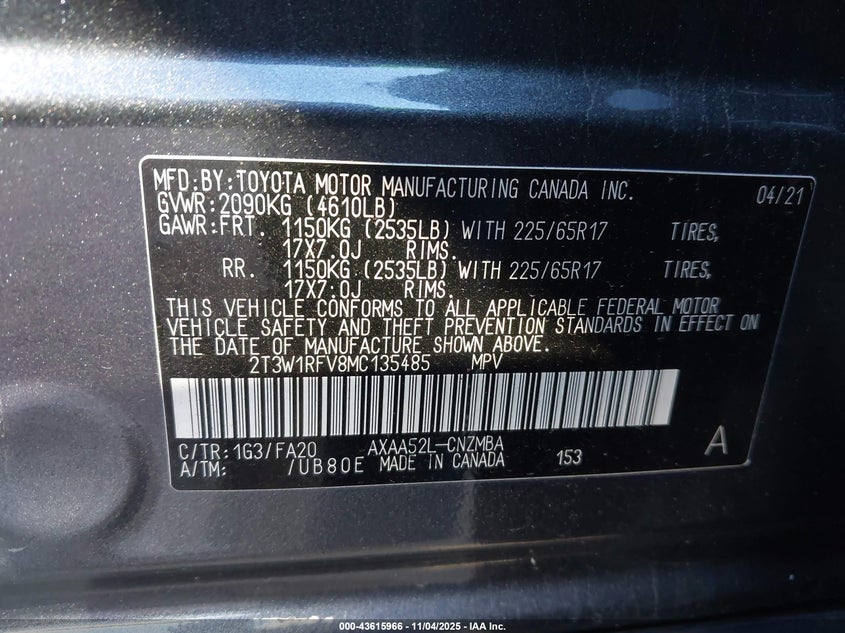 MFD.BY:TOYOTA MOTOR MANUFACTURING CANADA INC. 04/21
GVWR:2090KG (4610LB)
GAWR:FRT. 1150KG (2535LB) WITH 225/65R17 TIRES,
17X7.0J RIMS.
RR. 1150KG (2535LB) WITH 225/65R17 TIRES,
17X7.0J RIMS.
THIS VEHICLE CONFORMS TO ALL APPLICABLE FEDERAL MOTOR
VEHICLE SAFETY AND THEFT PREVENTION STANDARDS IN EFFECT ON
THE DATE OF MANUFACTURE SHOWN ABOVE.
2T3W1RFV8MC135485 MPV
C/TR:1G3/FA20 AXAA52L-CNZMBA A
A/TM: /UB80E MADE IN CANADA 153
000-43615966 - 11/04/2025 - IAA Inc.